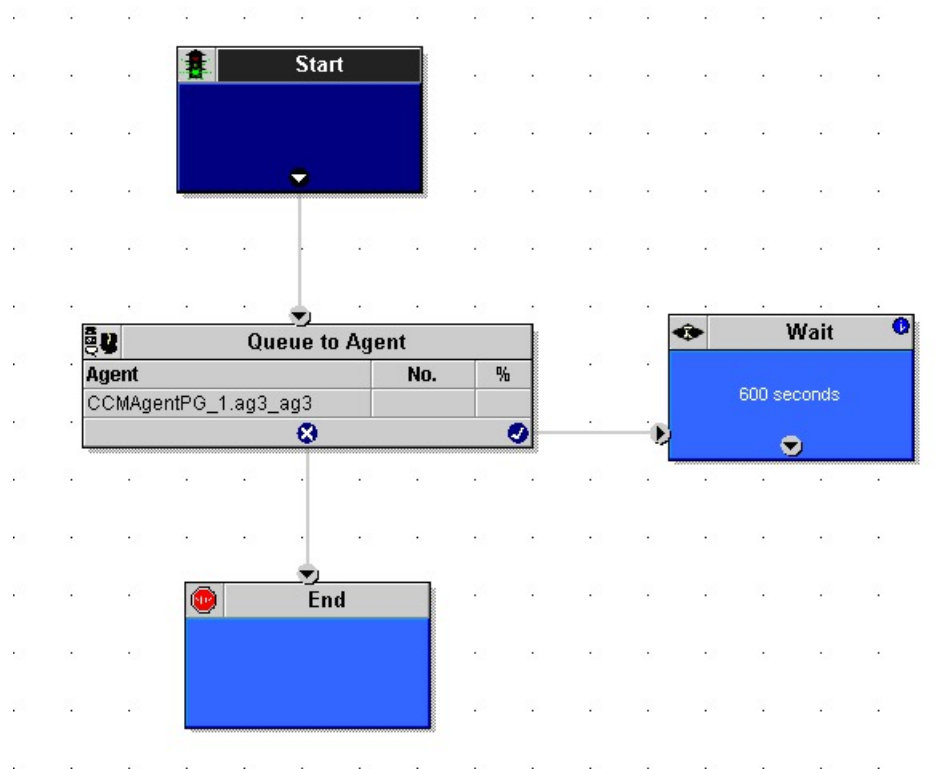 Start
Queue to Agent
Agent No. %
CCMAgentPG_1.ag3_ag3
Wait
600 seconds
End